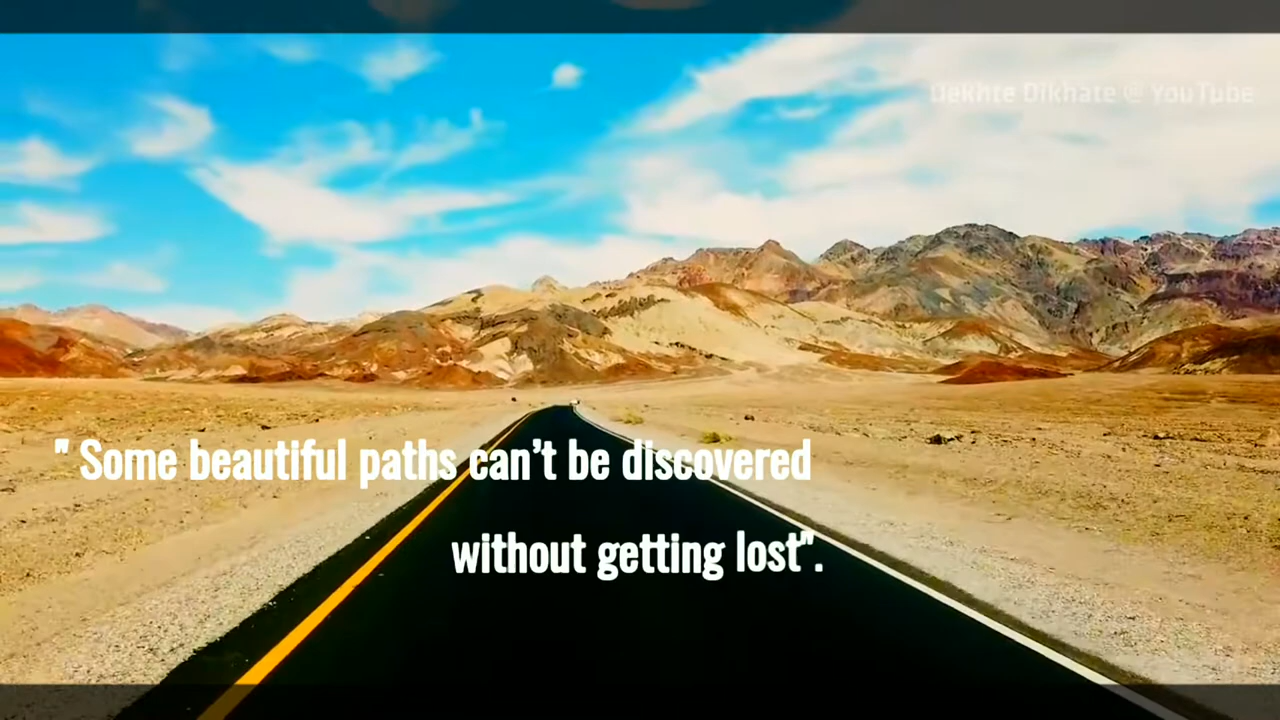 Dekhte Dikhate @ YouTube
" Some beautiful paths can't be discovered
without getting lost".